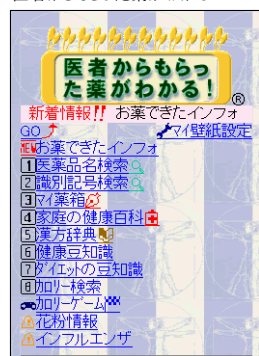 医者からもらっ
た薬がわかる!
®
新着情報!! お薬できたインフォ
GO マイ壁紙設定
NEWお薬できたインフォ
1医薬品名検索
2識別記号検索
3マイ薬箱
4家庭の健康百科
5漢方辞典
6健康豆知識
7ダイエットの豆知識
8カロリー検索
カロリーゲーム
花粉情報
インフルエンザ